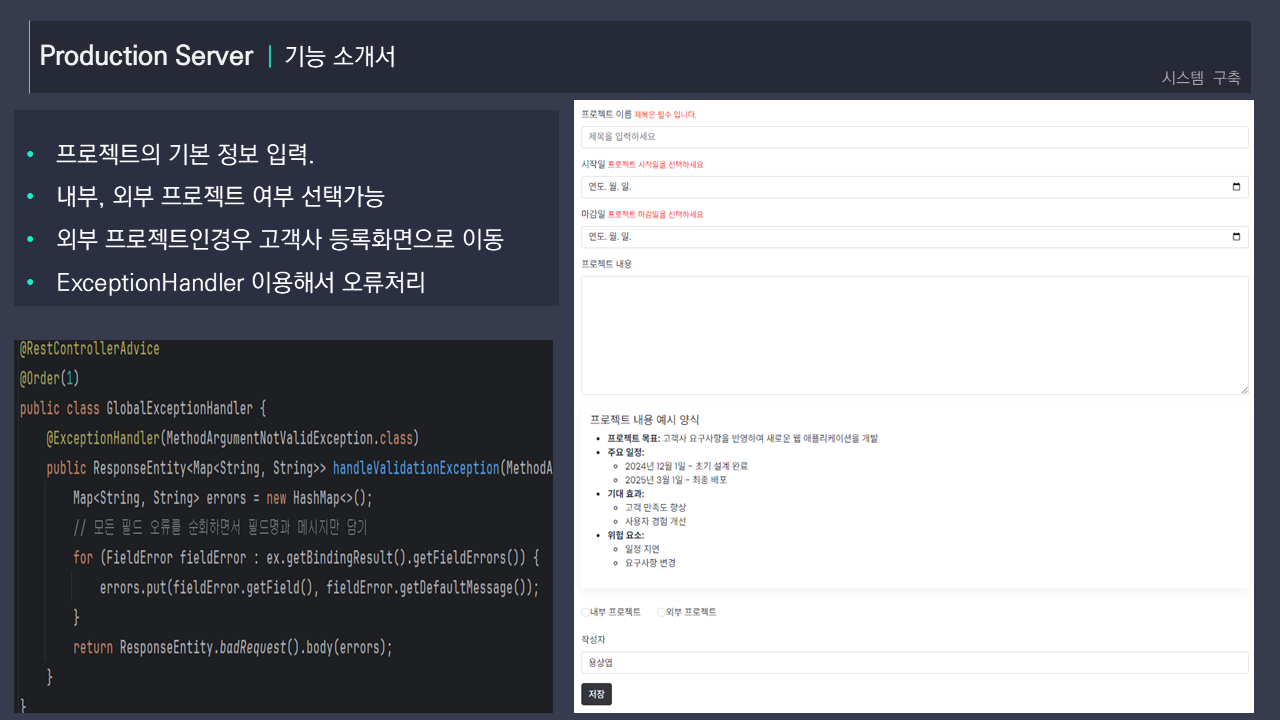 Production Server | 기능 소개서
시스템 구축
• 프로젝트의 기본 정보 입력.
• 내부, 외부 프로젝트 여부 선택가능
• 외부 프로젝트인경우 고객사 등록화면으로 이동
• ExceptionHandler 이용해서 오류처리
@RestControllerAdvice
@Order(1)
public class GlobalExceptionHandler {
@ExceptionHandler(MethodArgumentNotValidException.class)
public ResponseEntity<Map<String, String>> handleValidationException(MethodA
Map<String, String> errors = new HashMap<>();
// 모든 필드 오류를 순회하면서 필드명과 메시지만 담기
for (FieldError fieldError : ex.getBindingResult().getFieldErrors()) {
errors.put(fieldError.getField(), fieldError.getDefaultMessage());
}
return ResponseEntity.badRequest().body(errors);
}
}
프로젝트 이름 제목은 필수 입니다.
제목을 입력하세요
시작일 프로젝트 시작일을 선택하세요
연도. 월. 일.
마감일 프로젝트 마감일을 선택하세요
연도. 월. 일.
프로젝트 내용
프로젝트 내용 예시 양식
• 프로젝트 목표: 고객사 요구사항을 반영하여 새로운 웹 애플리케이션을 개발
• 주요 일정:
◦ 2024년 12월 1일 - 초기 설계 완료
◦ 2025년 3월 1일 - 최종 배포
• 기대 효과:
◦ 고객 만족도 향상
◦ 사용자 경험 개선
• 위험 요소:
◦ 일정 지연
◦ 요구사항 변경
내부 프로젝트 외부 프로젝트
작성자
용상엽
저장